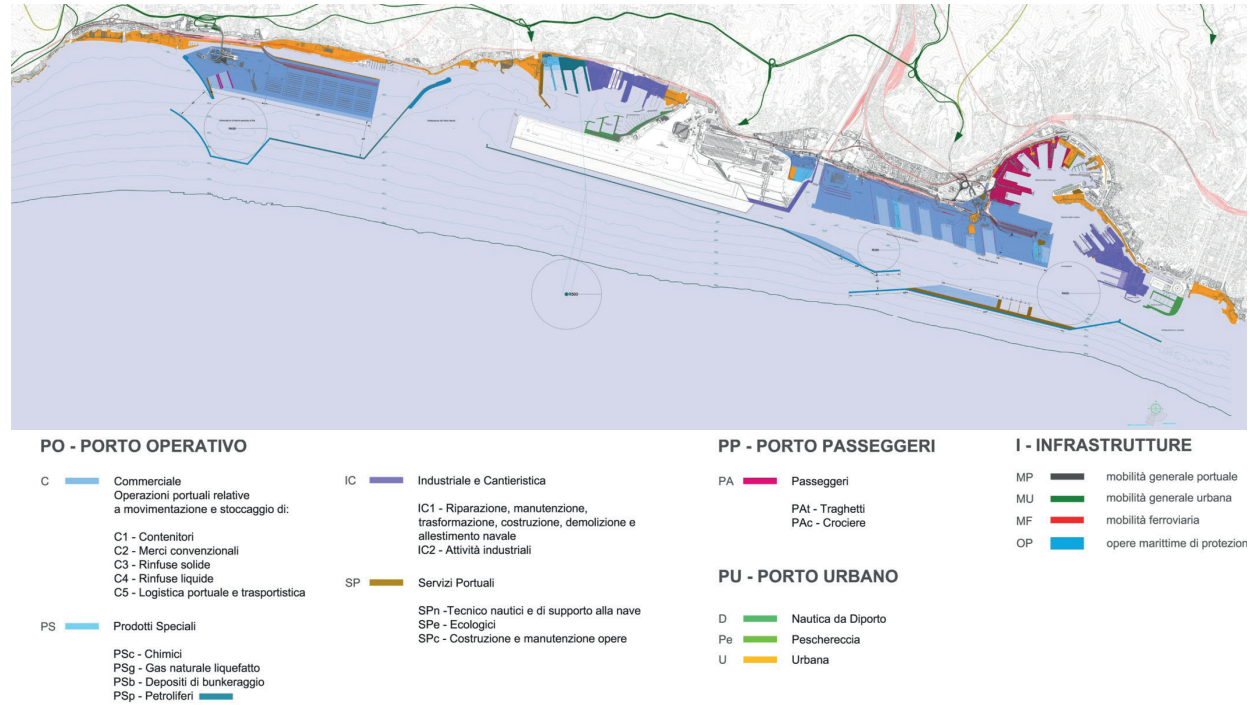 PO - PORTO OPERATIVO
C Commerciale
Operazioni portuali relative
a movimentazione e stoccaggio di:
C1 - Contenitori
C2 - Merci convenzionali
C3 - Rinfuse solide
C4 - Rinfuse liquide
C5 - Logistica portuale e trasportistica
PS Prodotti Speciali
PSc - Chimici
PSg - Gas naturale liquefatto
PSb - Depositi di bunkeraggio
PSp - Petroliferi
IC Industriale e Cantieristica
IC1 - Riparazione, manutenzione,
trasformazione, costruzione, demolizione e
allestimento navale
IC2 - Attività industriali
SP Servizi Portuali
SPn -Tecnico nautici e di supporto alla nave
SPe - Ecologici
SPc - Costruzione e manutenzione opere
PP - PORTO PASSEGGERI
PA Passeggeri
PAt - Traghetti
PAc - Crociere
PU - PORTO URBANO
D Nautica da Diporto
Pe Peschereccia
U Urbana
I - INFRASTRUTTURE
MP mobilità generale portuale
MU mobilità generale urbana
MF mobilità ferroviaria
OP opere marittime di protezion